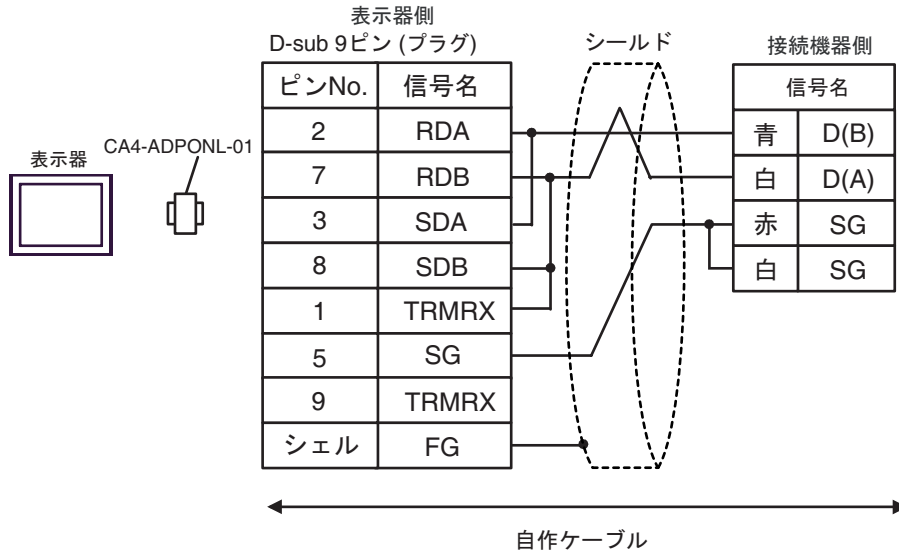 表示器側
D-sub 9ピン (プラグ)
シールド
接続機器側
ピンNo. 信号名
信号名
2 RDA
青 D(B)
CA4-ADPONL-01
表示器
7 RDB
白 D(A)
3 SDA
赤 SG
8 SDB
白 SG
1 TRMRX
5 SG
9 TRMRX
シェル FG
自作ケーブル